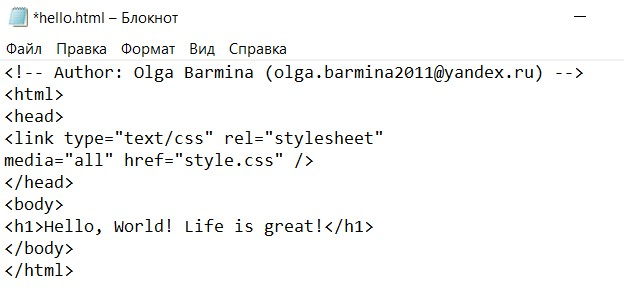 *hello.html – Блокнот
Файл Правка Формат Вид Справка
<!-- Author: Olga Barmina (olga.barmina2011@yandex.ru) -->
<html>
<head>
<link type="text/css" rel="stylesheet"
media="all" href="style.css" />
</head>
<body>
<h1>Hello, World! Life is great!</h1>
</body>
</html>